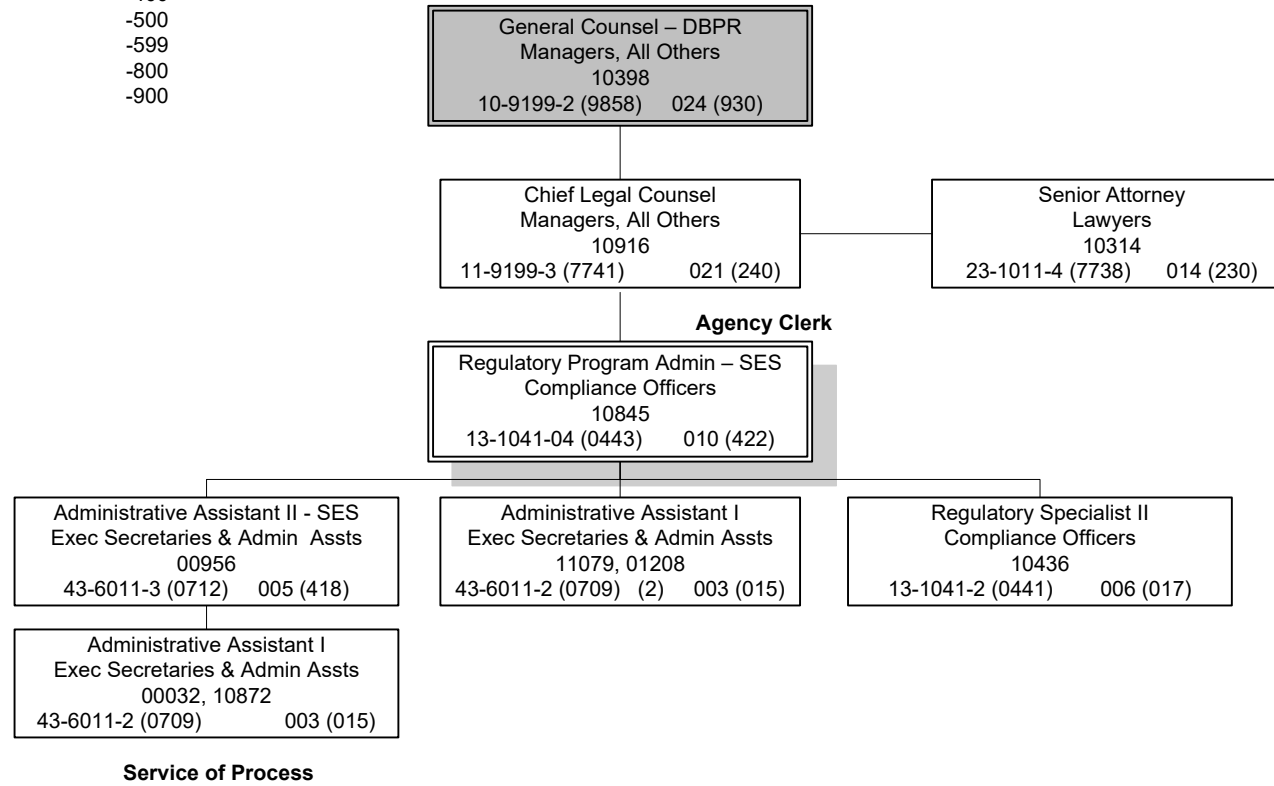 -500
-599
-800
-900
General Counsel – DBPR
Managers, All Others
10398
10-9199-2 (9858) 024 (930)
Chief Legal Counsel
Managers, All Others
10916
11-9199-3 (7741) 021 (240)
Senior Attorney
Lawyers
10314
23-1011-4 (7738) 014 (230)
Agency Clerk
Regulatory Program Admin – SES
Compliance Officers
10845
13-1041-04 (0443) 010 (422)
Administrative Assistant II - SES
Exec Secretaries & Admin Assts
00956
43-6011-3 (0712) 005 (418)
Administrative Assistant I
Exec Secretaries & Admin Assts
11079, 01208
43-6011-2 (0709) (2) 003 (015)
Regulatory Specialist II
Compliance Officers
10436
13-1041-2 (0441) 006 (017)
Administrative Assistant I
Exec Secretaries & Admin Assts
00032, 10872
43-6011-2 (0709) 003 (015)
Service of Process